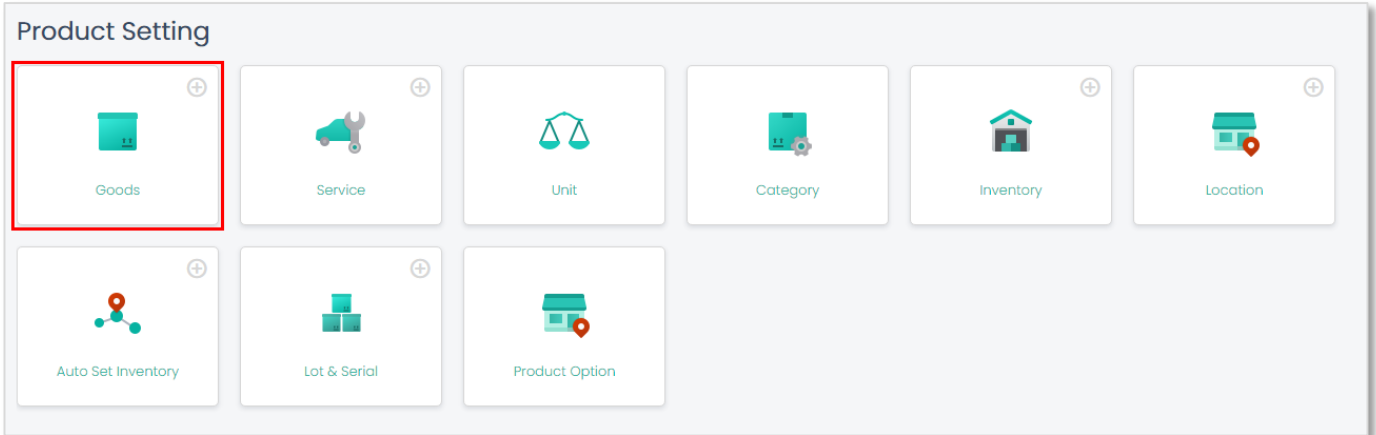 Product Setting
Goods
Service
Unit
Category
Inventory
Location
Auto Set Inventory
Lot & Serial
Product Option